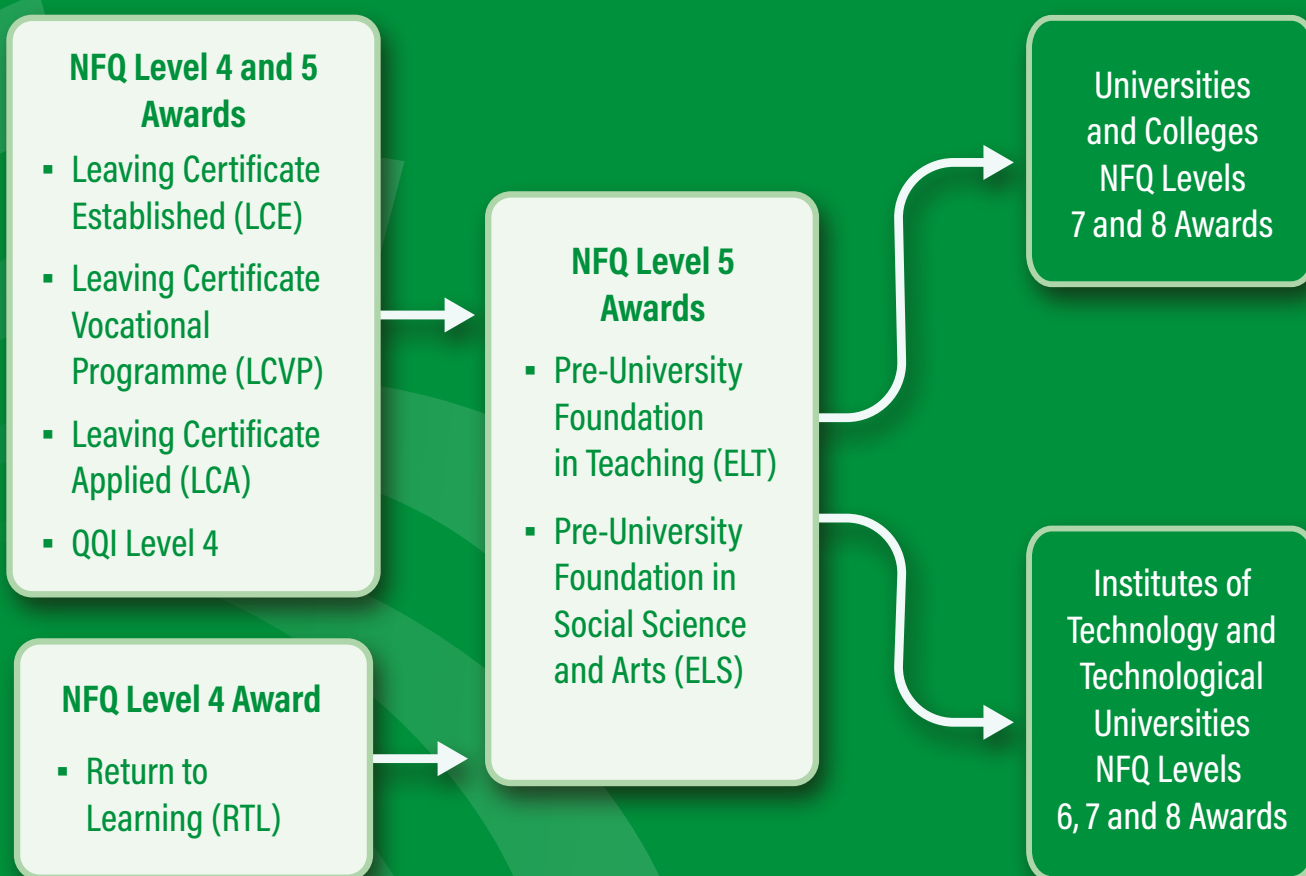 NFQ Level 4 and 5
Awards
▪ Leaving Certificate
Established (LCE)
▪ Leaving Certificate
Vocational
Programme (LCVP)
▪ Leaving Certificate
Applied (LCA)
▪ QQI Level 4
NFQ Level 4 Award
▪ Return to
Learning (RTL)
NFQ Level 5
Awards
▪ Pre-University
Foundation
in Teaching (ELT)
▪ Pre-University
Foundation in
Social Science
and Arts (ELS)
Universities
and Colleges
NFQ Levels
7 and 8 Awards
Institutes of
Technology and
Technological
Universities
NFQ Levels
6, 7 and 8 Awards